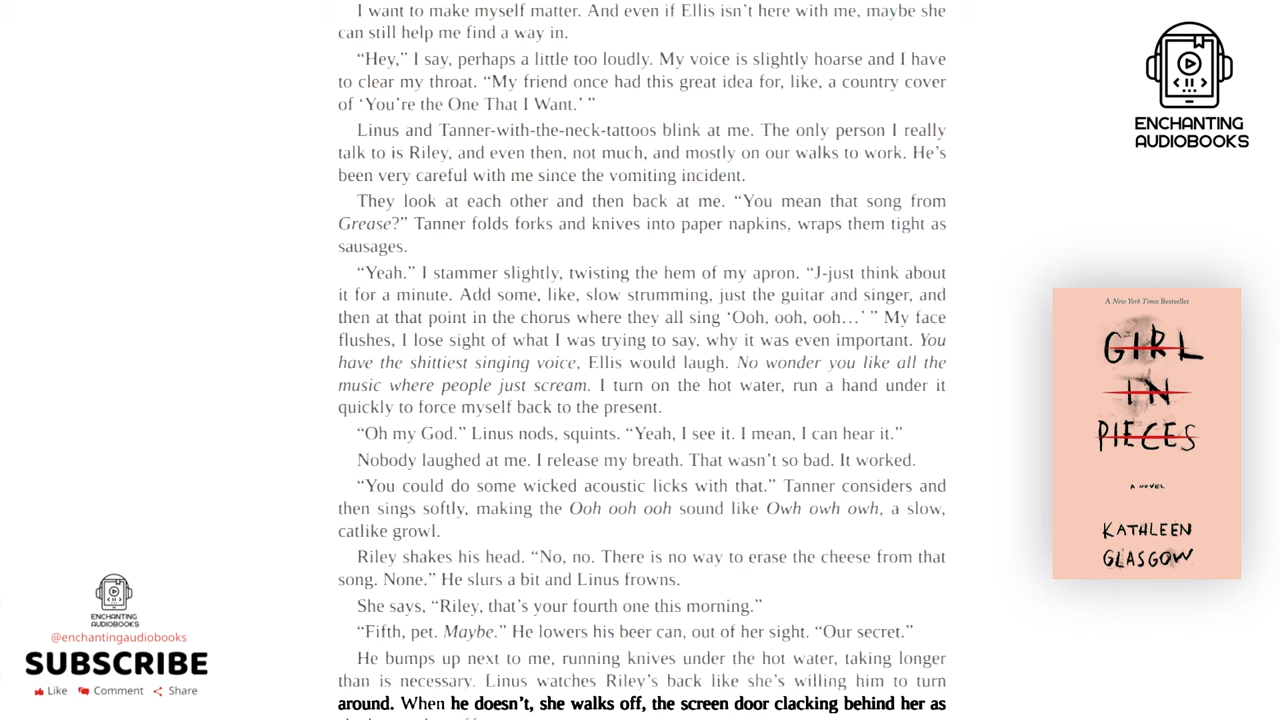 I want to make myself matter. And even if Ellis isn’t here with me, maybe she
can still help me find a way in.
“Hey,” I say, perhaps a little too loudly. My voice is slightly hoarse and I have
to clear my throat. “My friend once had this great idea for, like, a country cover
of ‘You’re the One That I Want.’ ”
Linus and Tanner-with-the-neck-tattoos blink at me. The only person I really
talk to is Riley, and even then, not much, and mostly on our walks to work. He’s
been very careful with me since the vomiting incident.
They look at each other and then back at me. “You mean that song from
Grease?” Tanner folds forks and knives into paper napkins, wraps them tight as
sausages.
“Yeah.” I stammer slightly, twisting the hem of my apron. “J-just think about
it for a minute. Add some, like, slow strumming, just the guitar and singer, and
then at that point in the chorus where they all sing ‘Ooh, ooh, ooh…’ ” My face
flushes, I lose sight of what I was trying to say, why it was even important. You
have the shittiest singing voice, Ellis would laugh. No wonder you like all the
music where people just scream. I turn on the hot water, run a hand under it
quickly to force myself back to the present.
“Oh my God.” Linus nods, squints. “Yeah, I see it. I mean, I can hear it.”
Nobody laughed at me. I release my breath. That wasn’t so bad. It worked.
“You could do some wicked acoustic licks with that.” Tanner considers and
then sings softly, making the Ooh ooh ooh sound like Owh owh owh, a slow,
catlike growl.
Riley shakes his head. “No, no. There is no way to erase the cheese from that
song. None.” He slurs a bit and Linus frowns.
She says, “Riley, that’s your fourth one this morning.”
“Fifth, pet. Maybe.” He lowers his beer can, out of her sight. “Our secret.”
He bumps up next to me, running knives under the hot water, taking longer
than is necessary. Linus watches Riley’s back like she’s willing him to turn
around. When he doesn’t, she walks off, the screen door clacking behind her as
ENCHANTING
AUDIOBOOKS
A New York Times Bestseller
GIRL
IN
PIECES
A NOVEL
KATHLEEN
GLASGOW
ENCHANTING
AUDIOBOOKS
@enchantingaudiobooks
SUBSCRIBE
Like Comment Share